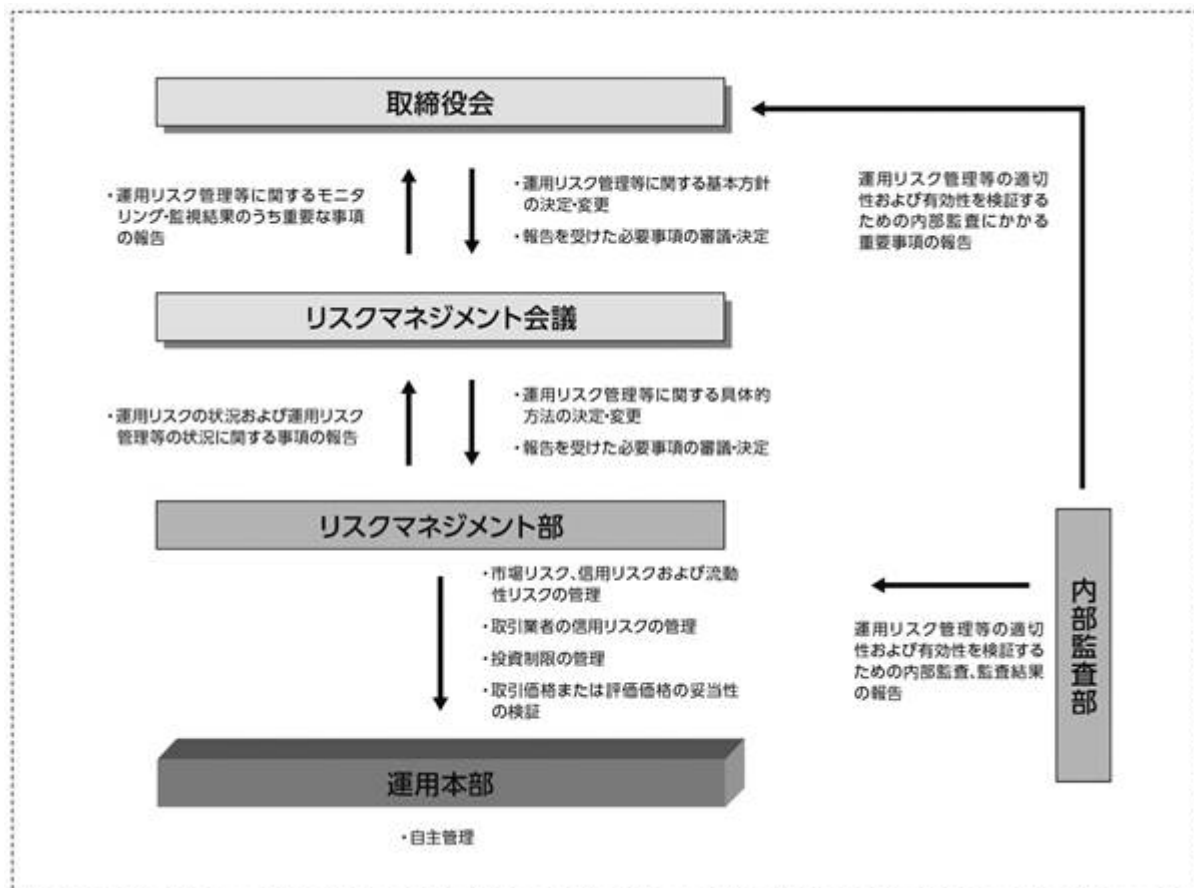 取締役会
・運用リスク管理等に関するモニタ
リング・監視結果のうち重要な事項
の報告
・運用リスク管理等に関する基本方針
の決定・変更
・報告を受けた必要事項の審議・決定
運用リスク管理等の適切
性および有効性を検証する
ための内部監査にかかる
重要事項の報告
リスクマネジメント会議
・運用リスクの状況および運用リスク
管理等の状況に関する事項の報告
・運用リスク管理等に関する具体的
方法の決定・変更
・報告を受けた必要事項の審議・決定
リスクマネジメント部
・市場リスク、信用リスクおよび流動
性リスクの管理
・取引業者の信用リスクの管理
・投資制限の管理
・取引価格または評価価格の妥当性
の検証
運用リスク管理等の適切
性および有効性を検証する
ための内部監査、監査結果
の報告
内部監査部
運用本部
・自主管理